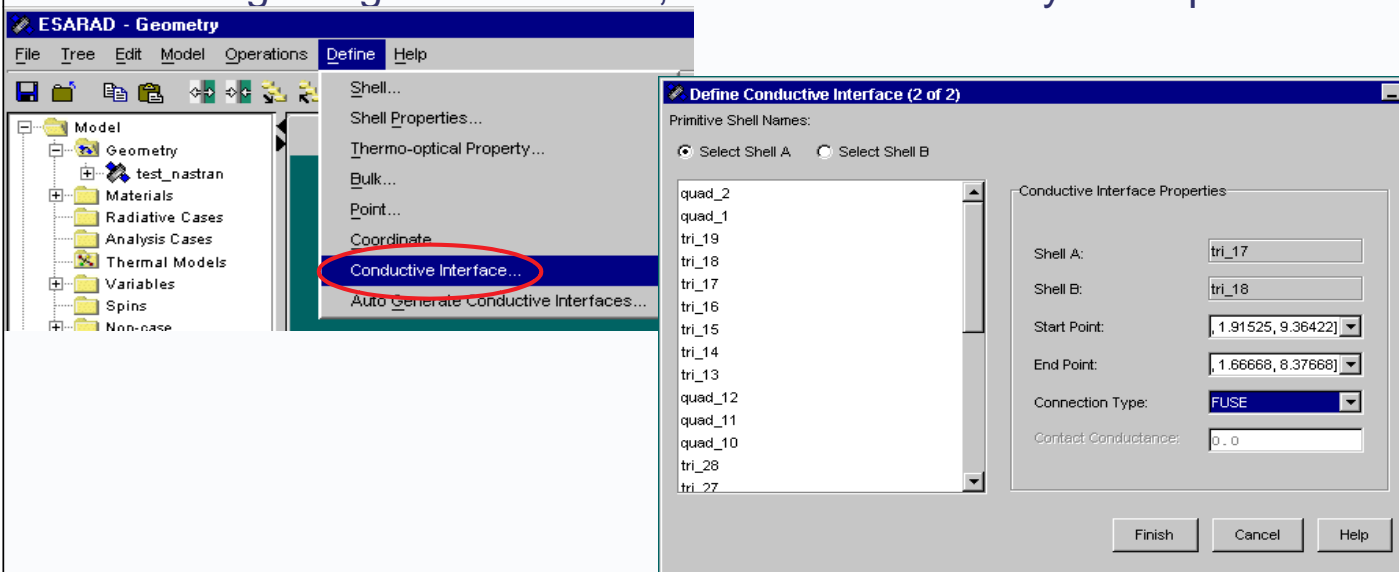 ESARAD - Geometry
File Tree Edit Model Operations Define Help
Model
Geometry
test_nastran
Materials
Radiative Cases
Analysis Cases
Thermal Models
Variables
Spins
Non-case
Shell...
Shell Properties...
Thermo-optical Property...
Bulk...
Point...
Coordinate
Conductive Interface...
Auto Generate Conductive Interfaces...
Define Conductive Interface (2 of 2)
Primitive Shell Names:
Select Shell A Select Shell B
quad_2
quad_1
tri_19
tri_18
tri_17
tri_16
tri_15
tri_14
tri_13
quad_12
quad_11
quad_10
tri_28
tri_27
Conductive Interface Properties
Shell A: tri_17
Shell B: tri_18
Start Point: , 1.91525, 9.36422]
End Point: , 1.66668, 8.37668]
Connection Type: FUSE
Contact Conductance: 0.0
Finish Cancel Help